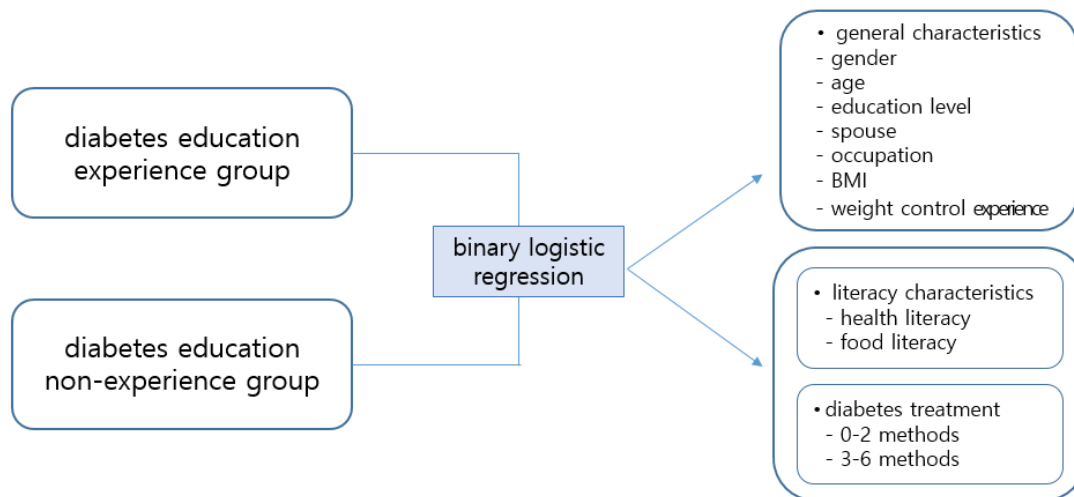 diabetes education
experience group
diabetes education
non-experience group
binary logistic
regression
• general characteristics
- gender
- age
- education level
- spouse
- occupation
- BMI
- weight control experience
• literacy characteristics
- health literacy
- food literacy
•diabetes treatment
- 0-2 methods
- 3-6 methods